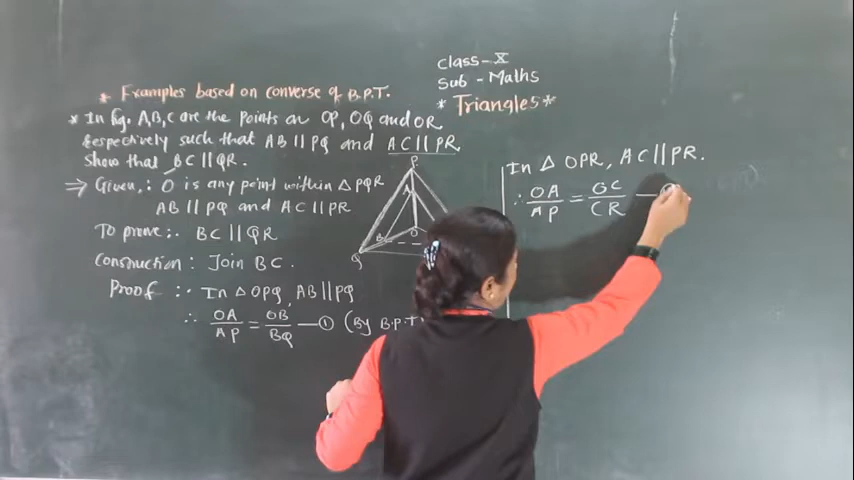 Class - X
Sub - Maths
* Triangles *
* Examples based on converse of B.P.T.
* In fig. A,B,C are the points on OP, OQ and OR
respectively such that AB || PQ and AC || PR
Show that BC || QR.
⇒ Given,: O is any point within △PQR
AB || PQ and AC || PR
To prove:. BC || QR
Construction: Join BC.
Proof :. In △OPQ, AB || PQ
∴ OA/AP = OB/BQ — ① (By B.P.T
P
A
B
O
Q
In △ OPR, AC || PR.
∴ OA/AP = OC/CR —